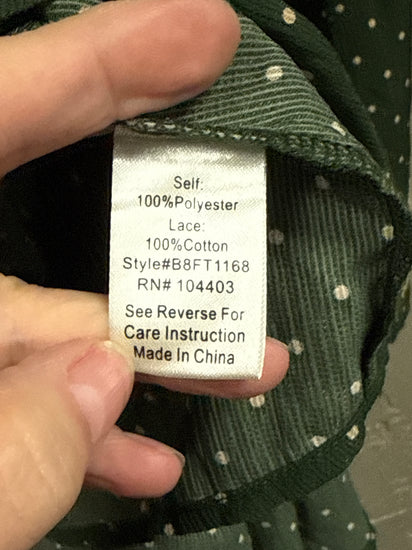 Self:
100%Polyester
Lace:
100%Cotton
Style#B8FT1168
RN# 104403
See Reverse For
Care Instruction
Made In China